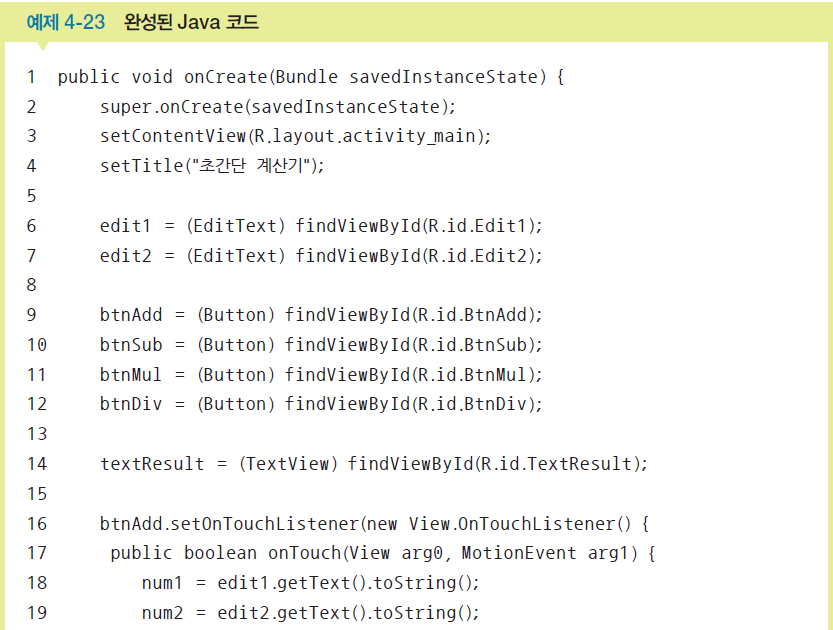 예제 4-23 완성된 Java 코드
1 public void onCreate(Bundle savedInstanceState) {
2 super.onCreate(savedInstanceState);
3 setContentView(R.layout.activity_main);
4 setTitle("초간단 계산기");
5
6 edit1 = (EditText) findViewById(R.id.Edit1);
7 edit2 = (EditText) findViewById(R.id.Edit2);
8
9 btnAdd = (Button) findViewById(R.id.BtnAdd);
10 btnSub = (Button) findViewById(R.id.BtnSub);
11 btnMul = (Button) findViewById(R.id.BtnMul);
12 btnDiv = (Button) findViewById(R.id.BtnDiv);
13
14 textResult = (TextView) findViewById(R.id.TextResult);
15
16 btnAdd.setOnTouchListener(new View.OnTouchListener() {
17 public boolean onTouch(View arg0, MotionEvent arg1) {
18 num1 = edit1.getText().toString();
19 num2 = edit2.getText().toString();